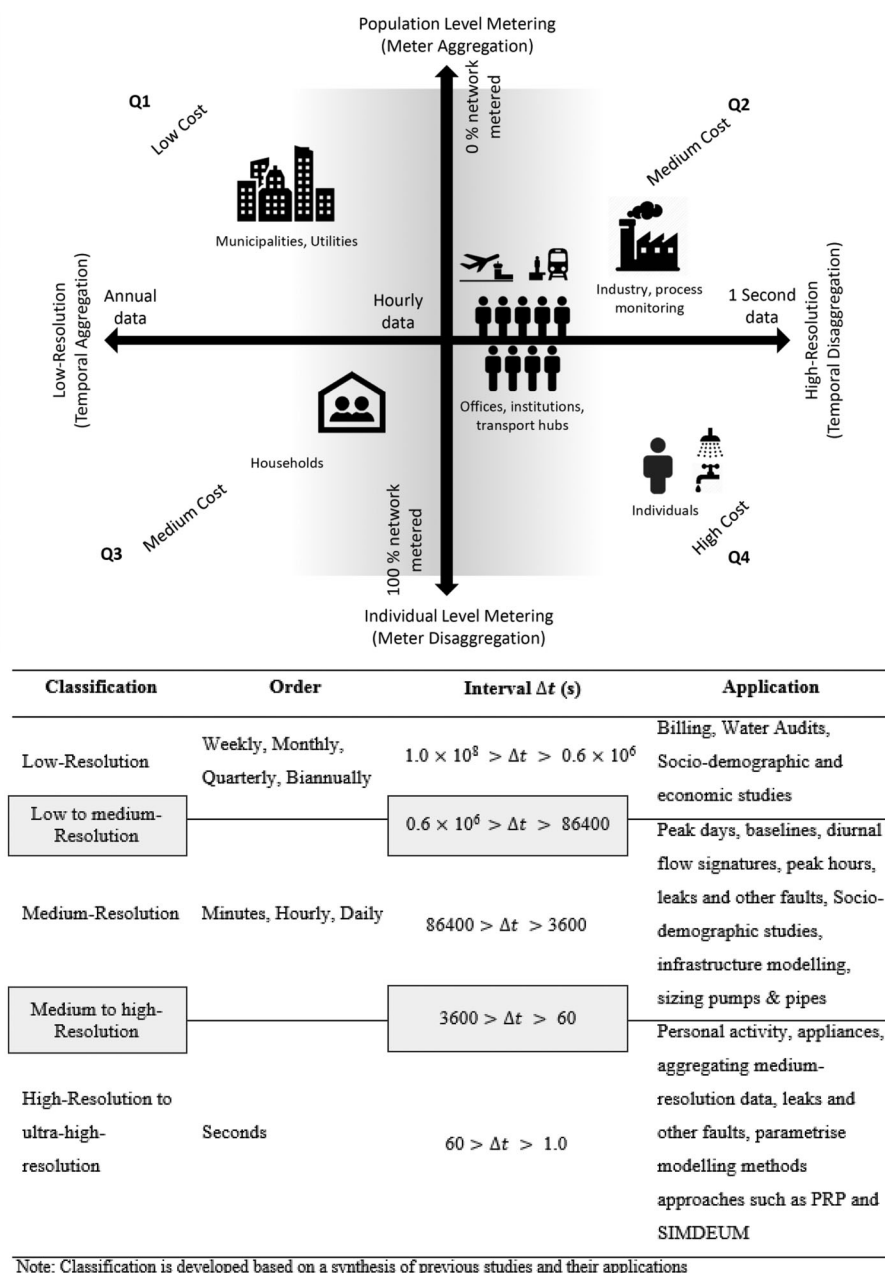 Population Level Metering
(Meter Aggregation)
Q1
Low Cost
0 % network
metered
Q2
Medium Cost
Municipalities, Utilities
Industry, process
monitoring
Low-Resolution
(Temporal Aggregation)
Annual
data
Hourly
data
1 Second
data
High-Resolution
(Temporal Disaggregation)
Offices, institutions,
transport hubs
Households
Individuals
Q3
Medium Cost
100 % network
metered
High Cost
Q4
Individual Level Metering
(Meter Disaggregation)
Classification Order Interval Δt (s) Application
Low-Resolution
Weekly, Monthly,
Quarterly, Biannually
1.0 × 10⁸ > Δt > 0.6 × 10⁶
Billing, Water Audits,
Socio-demographic and
economic studies
Low to medium-
Resolution
0.6 × 10⁶ > Δt > 86400
Medium-Resolution
Minutes, Hourly, Daily
86400 > Δt > 3600
Peak days, baselines, diurnal
flow signatures, peak hours,
leaks and other faults, Socio-
demographic studies,
infrastructure modelling,
sizing pumps & pipes
Medium to high-
Resolution
3600 > Δt > 60
High-Resolution to
ultra-high-
resolution
Seconds
60 > Δt > 1.0
Personal activity, appliances,
aggregating medium-
resolution data, leaks and
other faults, parametrise
modelling methods
approaches such as PRP and
SIMDEUM
Note: Classification is developed based on a synthesis of previous studies and their applications